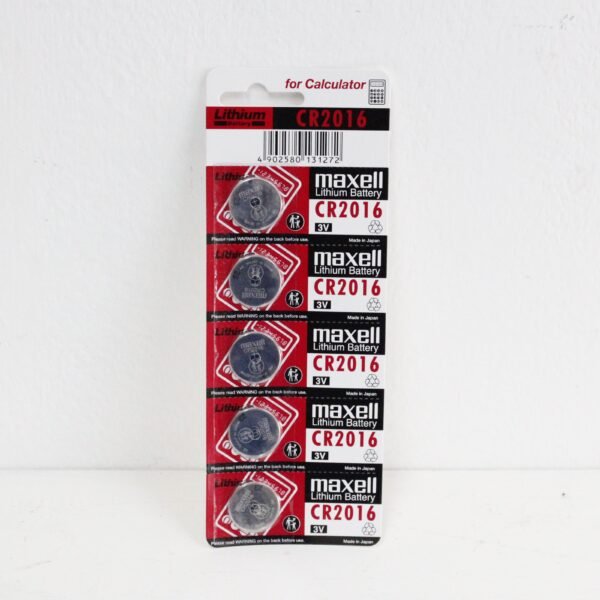 for Calculator
Lithium
Battery
CR2016
4 902580 131272
maxell
Lithium Battery
CR2016
3V
Made in Japan
Please read WARNING on the back before use.
maxell
Lithium Battery
CR2016
3V
Made in Japan
Please read WARNING on the back before use.
Lithiu
maxell
Lithium Battery
CR2016
3V
Made in Japan
Please read WARNING on the back before use.
maxell
Lithium Battery
CR2016
3V
Made in Japan
Please read WARNING on the back before use.
Lithiu
maxell
Lithium Battery
CR2016
3V
Made in Japan
Please read WARNING on the back before use.